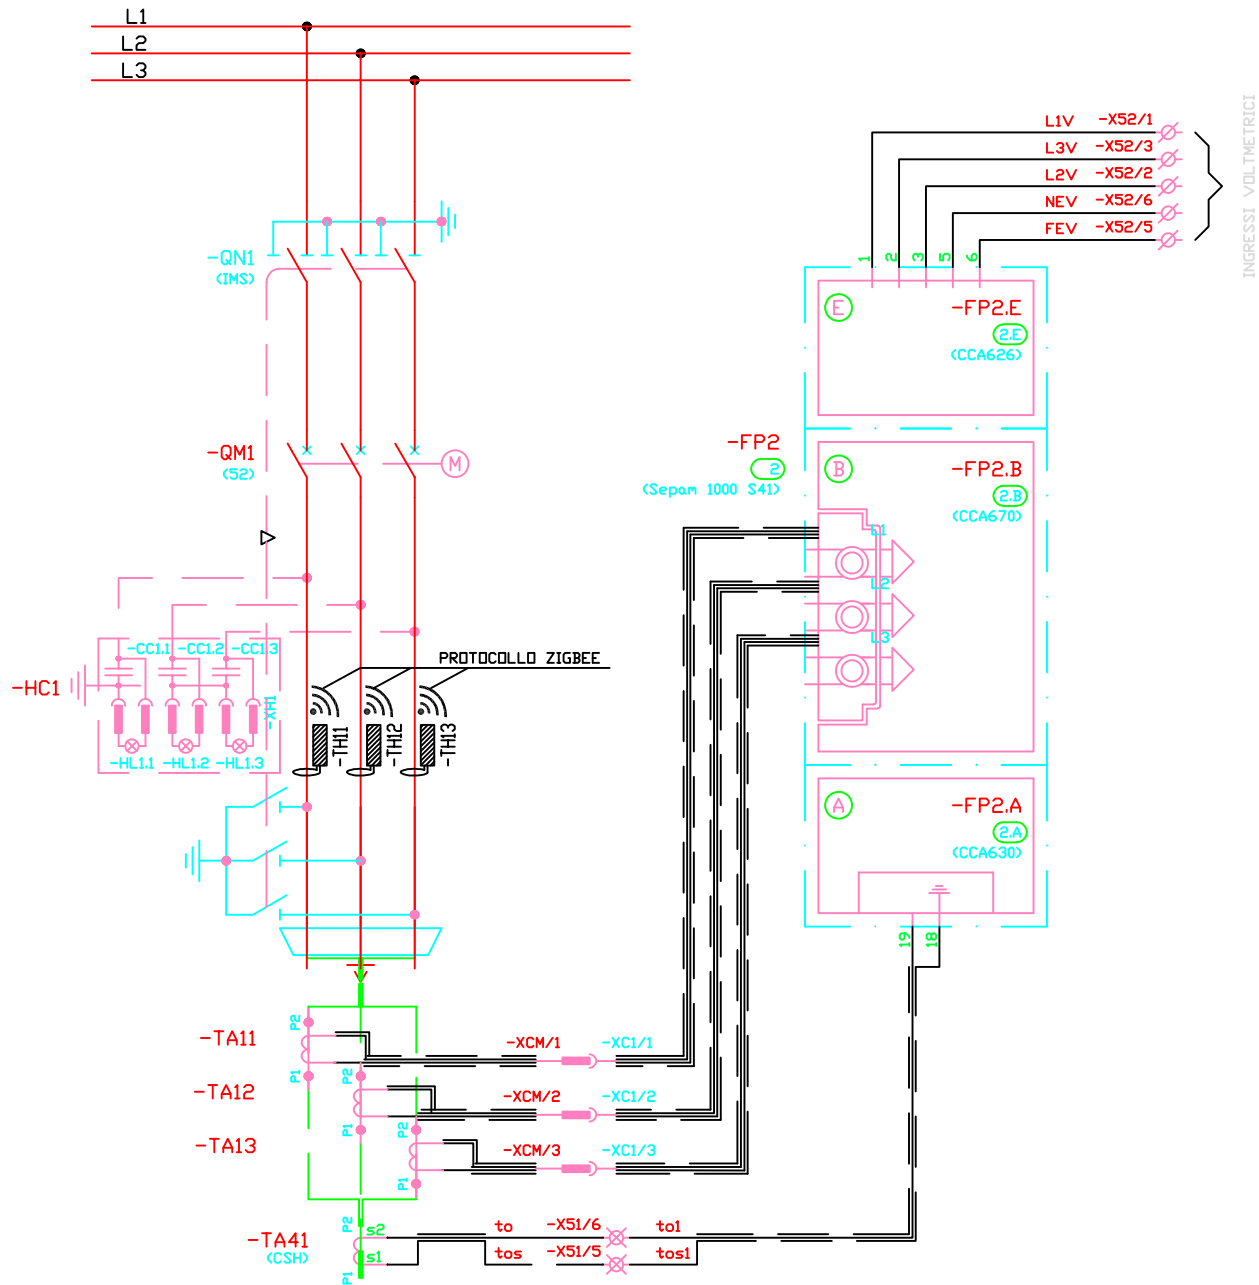 L1
L2
L3
L1V -X52/1
L3V -X52/3
L2V -X52/2
NEV -X52/6
FEV -X52/5
INGRESSI VOLTMETRICI
-QN1
(IMS)
1
2
3
5
6
E
-FP2.E
2.E
(CCA626)
-QM1
(52)
M
-FP2
2
(Sepam 1000 S41)
B
-FP2.B
2.B
(CCA670)
L1
L2
L3
-HC1
-CC1.1
-CC1.2
-CC1.3
-XH1
-HL1.1
-HL1.2
-HL1.3
PROTOCOLLO ZIGBEE
-TH11
-TH12
-TH13
A
-FP2.A
2.A
(CCA630)
19
18
-TA11
P2
P1
-XCM/1
-XC1/1
-TA12
P2
P1
-XCM/2
-XC1/2
-TA13
P2
P1
-XCM/3
-XC1/3
-TA41
(CSH)
P2
P1
s2
s1
to
-X51/6
to1
tos
-X51/5
tos1